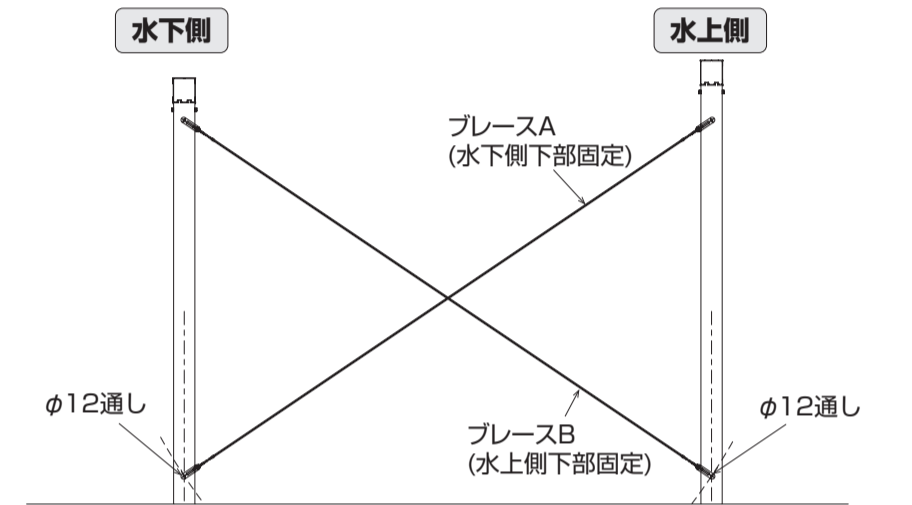 水下側
水上側
ブレースA
(水下側下部固定)
φ12通し
φ12通し
ブレースB
(水上側下部固定)